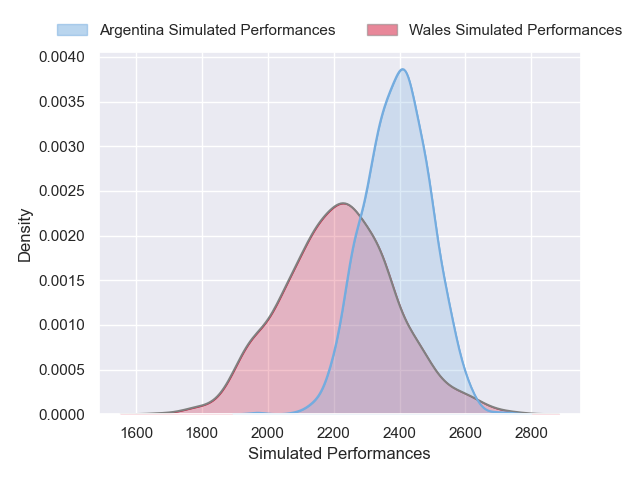 Argentina Simulated Performances Wales Simulated Performances
0.0040
0.0035
0.0030
0.0025
0.0020
0.0015
0.0010
0.0005
0.0000
Density
1600 1800 2000 2200 2400 2600 2800
Simulated Performances